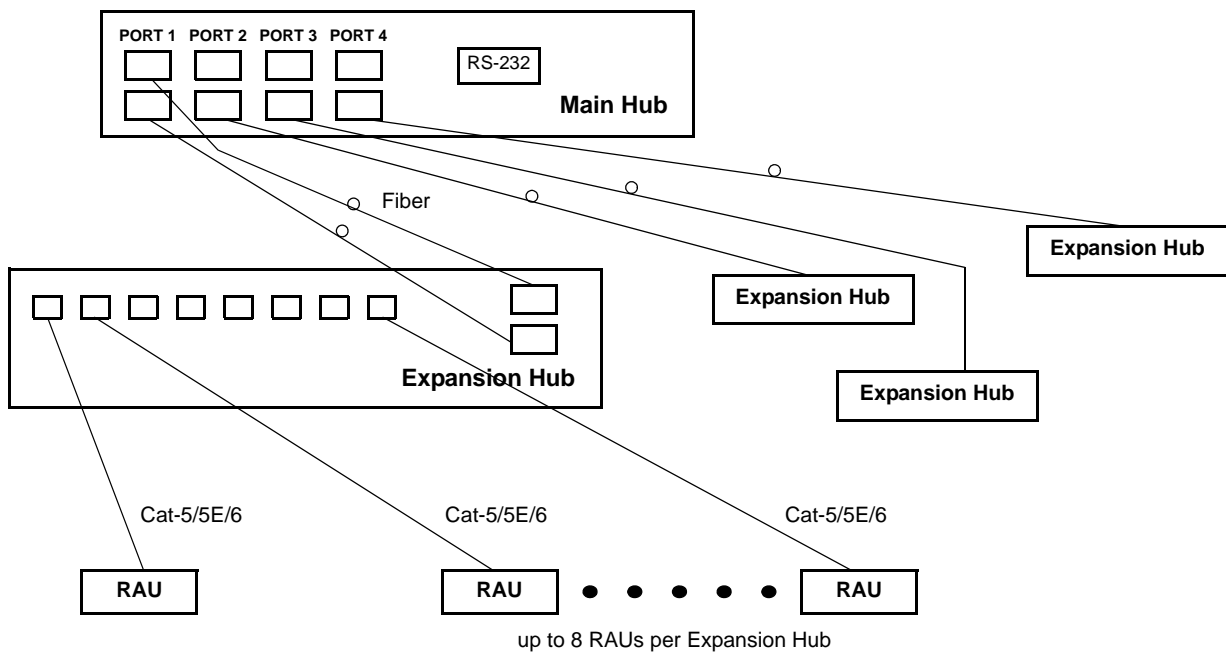 PORT 1 PORT 2 PORT 3 PORT 4
RS-232
Main Hub
Fiber
Expansion Hub
Expansion Hub
Expansion Hub
Expansion Hub
Cat-5/5E/6 Cat-5/5E/6 Cat-5/5E/6
RAU RAU RAU
up to 8 RAUs per Expansion Hub